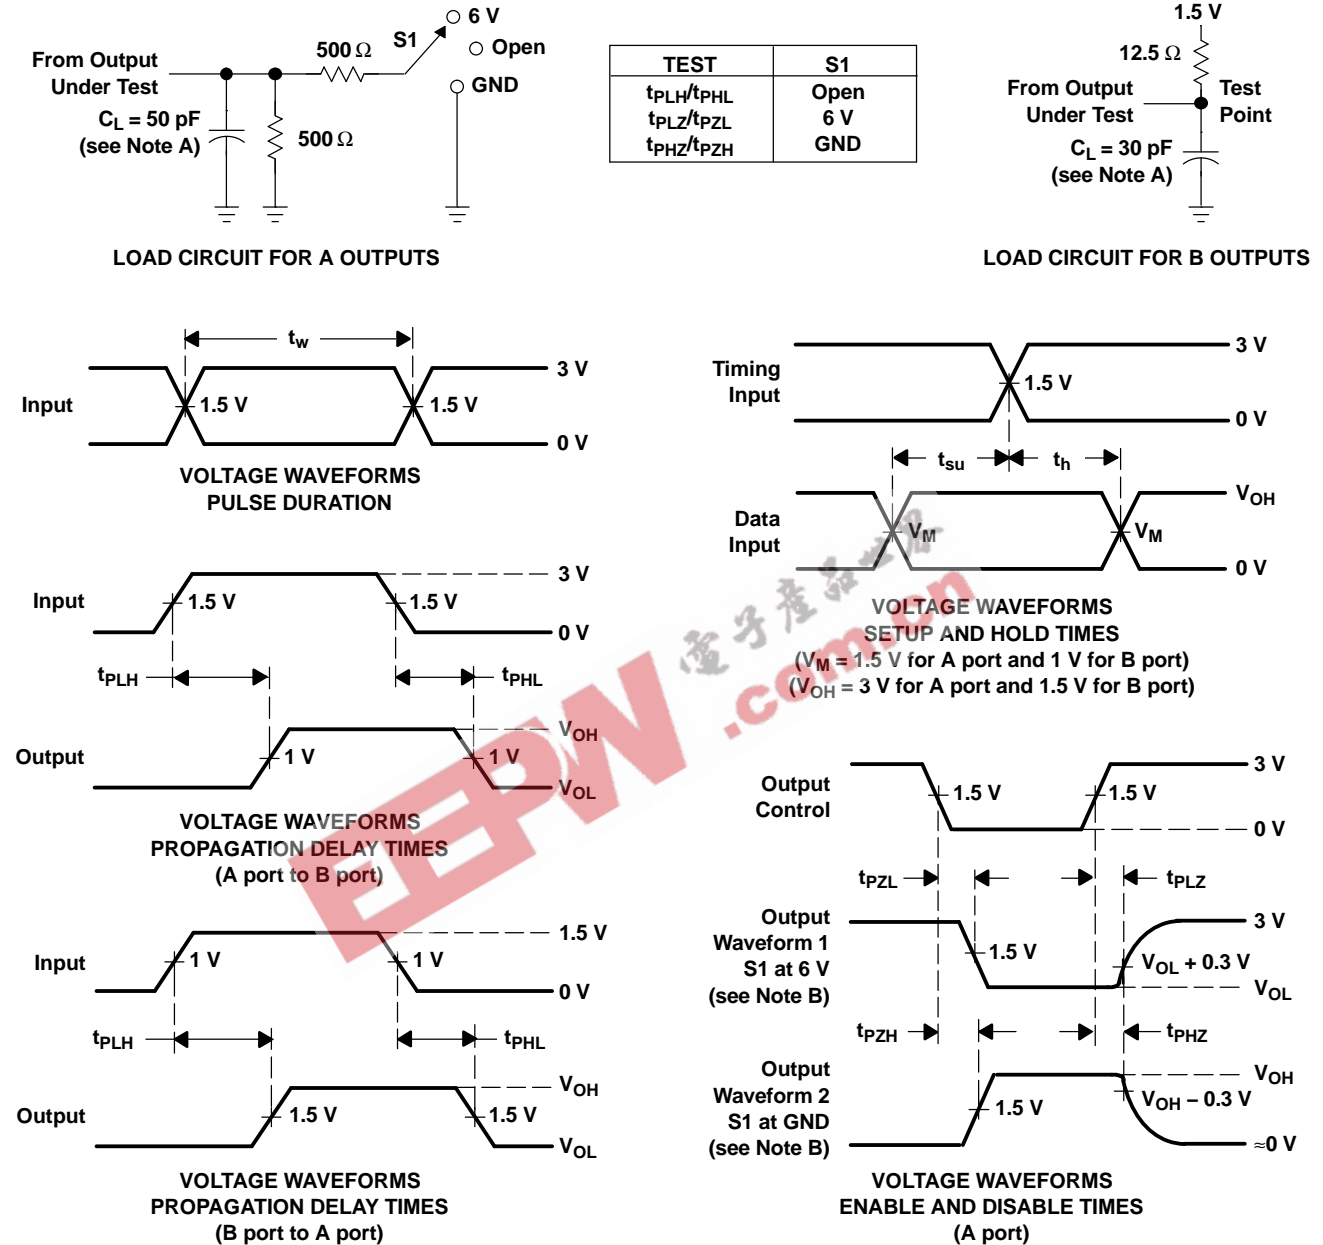 From Output
Under Test
CL = 50 pF
(see Note A)
500 Ω
500 Ω
S1
6 V
Open
GND
LOAD CIRCUIT FOR A OUTPUTS
TEST S1
tPLH/tPHL Open
tPLZ/tPZL 6 V
tPHZ/tPZH GND
1.5 V
12.5 Ω
From Output
Under Test
Test
Point
CL = 30 pF
(see Note A)
LOAD CIRCUIT FOR B OUTPUTS
tw
Input
3 V
1.5 V
1.5 V
0 V
VOLTAGE WAVEFORMS
PULSE DURATION
Timing
Input
3 V
1.5 V
0 V
tsu
th
Data
Input
VOH
VM
VM
0 V
VOLTAGE WAVEFORMS
SETUP AND HOLD TIMES
(VM = 1.5 V for A port and 1 V for B port)
(VOH = 3 V for A port and 1.5 V for B port)
Input
3 V
1.5 V
1.5 V
0 V
tPLH
tPHL
Output
VOH
1 V
1 V
VOL
VOLTAGE WAVEFORMS
PROPAGATION DELAY TIMES
(A port to B port)
Input
1.5 V
1 V
1 V
0 V
tPLH
tPHL
Output
VOH
1.5 V
1.5 V
VOL
VOLTAGE WAVEFORMS
PROPAGATION DELAY TIMES
(B port to A port)
Output
Control
3 V
1.5 V
1.5 V
0 V
tPZL
tPLZ
Output
Waveform 1
S1 at 6 V
(see Note B)
3 V
1.5 V
VOL + 0.3 V
VOL
tPZH
tPHZ
Output
Waveform 2
S1 at GND
(see Note B)
VOH
1.5 V
VOH − 0.3 V
≈0 V
VOLTAGE WAVEFORMS
ENABLE AND DISABLE TIMES
(A port)
EEPW
.com.cn
電子産品世界